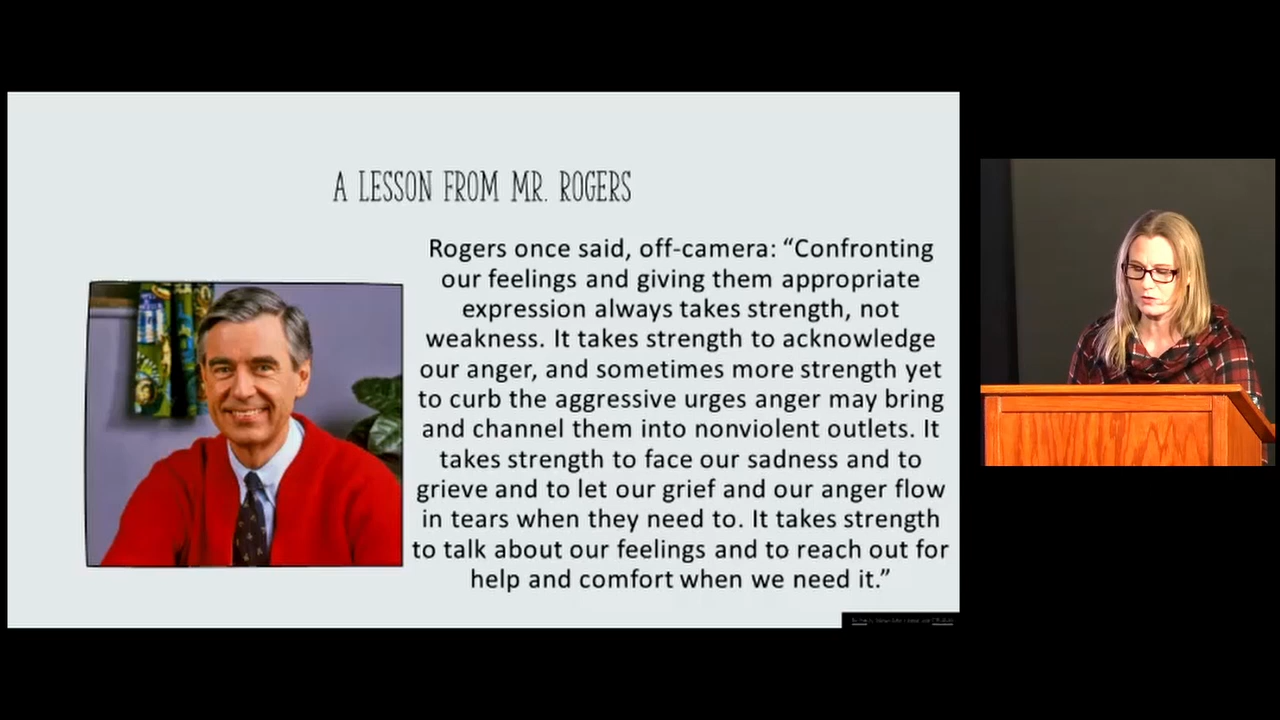 A LESSON FROM MR. ROGERS
Rogers once said, off-camera: “Confronting
our feelings and giving them appropriate
expression always takes strength, not
weakness. It takes strength to acknowledge
our anger, and sometimes more strength yet
to curb the aggressive urges anger may bring
and channel them into nonviolent outlets. It
takes strength to face our sadness and to
grieve and to let our grief and our anger flow
in tears when they need to. It takes strength
to talk about our feelings and to reach out for
help and comfort when we need it.”